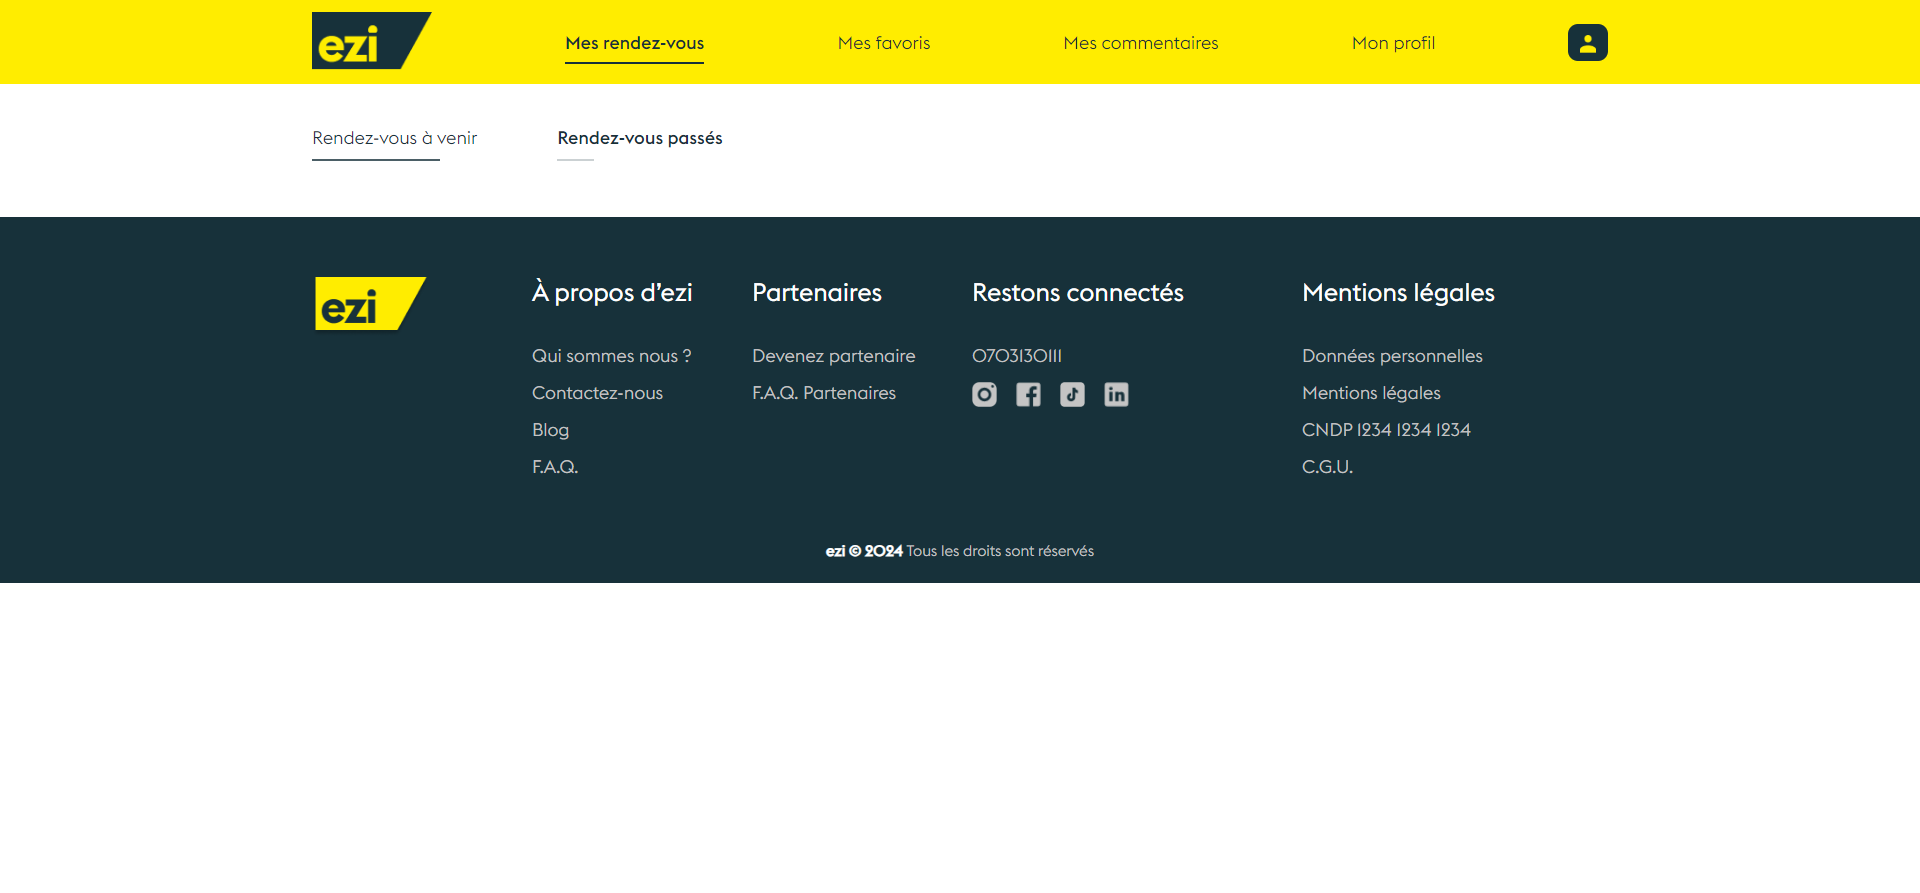 ezi
Mes rendez-vous
Mes favoris
Mes commentaires
Mon profil
Rendez-vous à venir
Rendez-vous passés
ezi
À propos d’ezi
Qui sommes nous ?
Contactez-nous
Blog
F.A.Q.
Partenaires
Devenez partenaire
F.A.Q. Partenaires
Restons connectés
0703130111
Mentions légales
Données personnelles
Mentions légales
CNDP 1234 1234 1234
C.G.U.
ezi © 2024 Tous les droits sont réservés